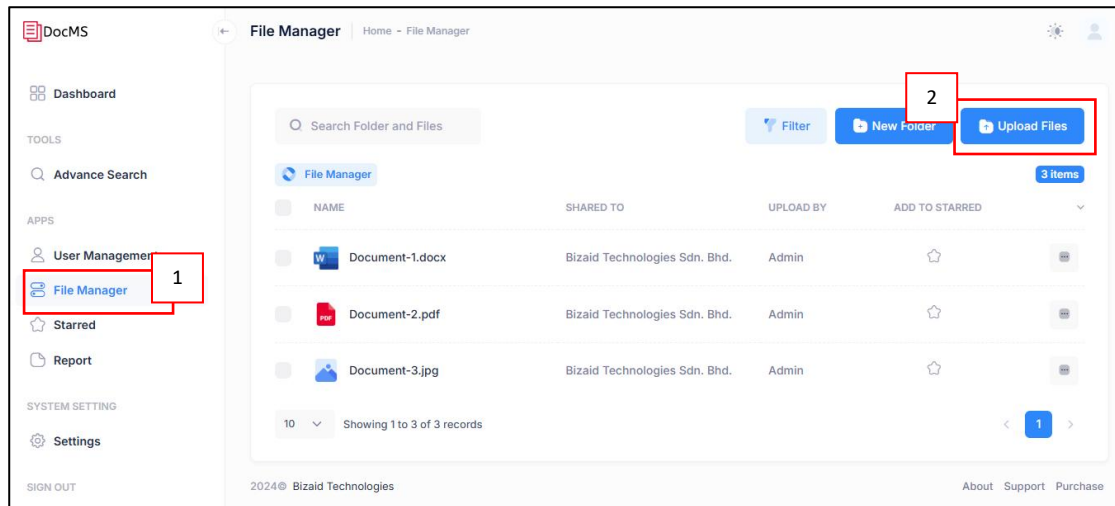 DocMS
File Manager Home - File Manager
Dashboard
2
Search Folder and Files Filter New Folder Upload Files
TOOLS
Advance Search
File Manager 3 items
NAME SHARED TO UPLOAD BY ADD TO STARRED
APPS
User Management
W Document-1.docx Bizaid Technologies Sdn. Bhd. Admin
1
File Manager
PDF Document-2.pdf Bizaid Technologies Sdn. Bhd. Admin
Starred
Report
Document-3.jpg Bizaid Technologies Sdn. Bhd. Admin
SYSTEM SETTING
10 Showing 1 to 3 of 3 records 1
Settings
SIGN OUT
2024© Bizaid Technologies About Support Purchase